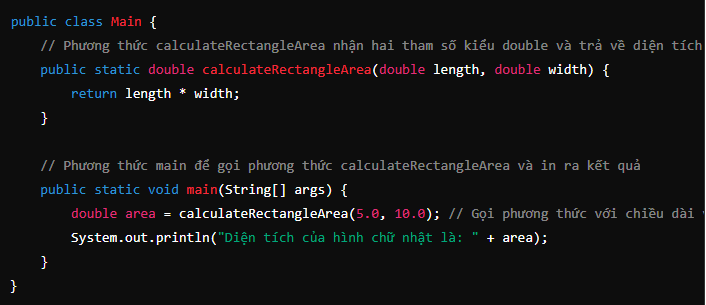 public class Main {
// Phương thức calculateRectangleArea nhận hai tham số kiểu double và trả về diện tích
public static double calculateRectangleArea(double length, double width) {
return length * width;
}
// Phương thức main để gọi phương thức calculateRectangleArea và in ra kết quả
public static void main(String[] args) {
double area = calculateRectangleArea(5.0, 10.0); // Gọi phương thức với chiều dài
System.out.println("Diện tích của hình chữ nhật là: " + area);
}
}